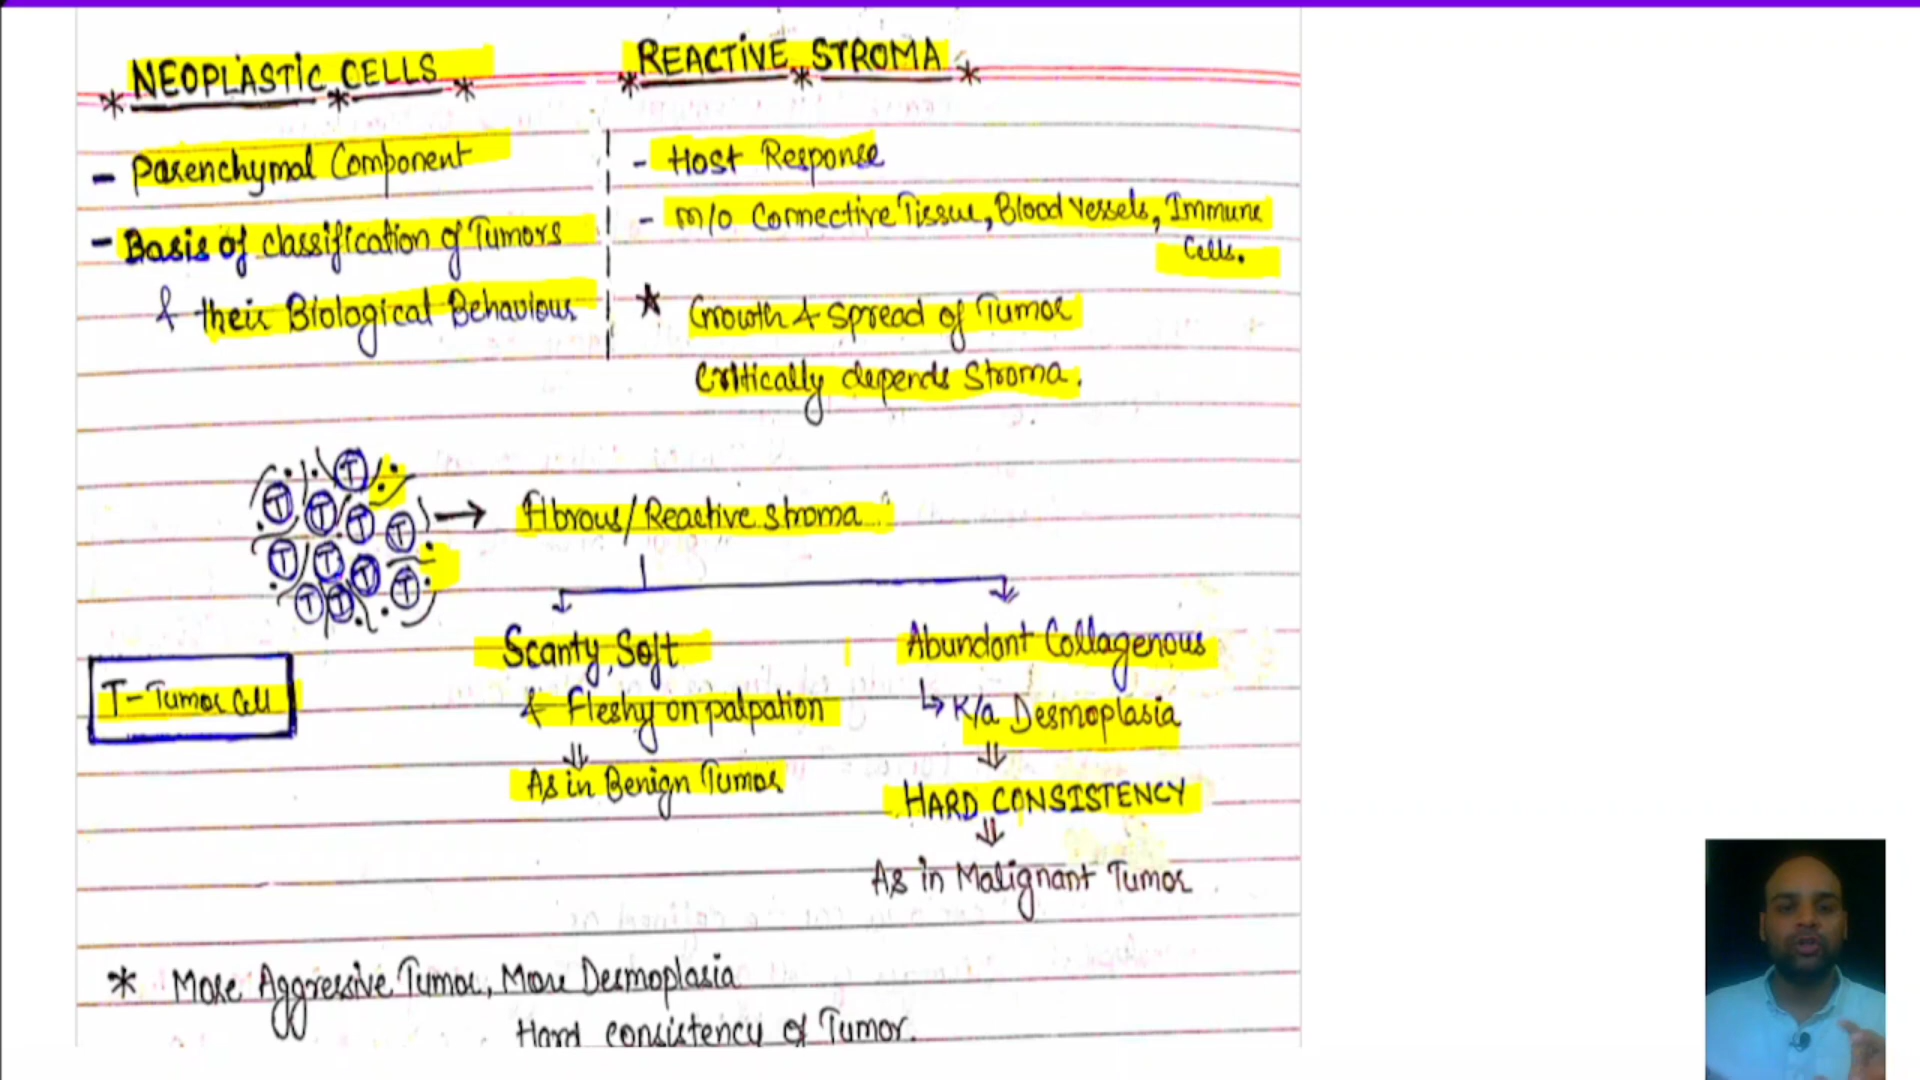 NEOPLASTIC CELLS
- Parenchymal Component
- Basis of classification of Tumors
& their Biological Behaviour
REACTIVE STROMA
- Host Response
- m/o Connective Tissue, Blood Vessels, Immune
Cells.
★ Growth & Spread of Tumor
Critically depends Stroma.
T T T T T T T T T T T T
→ Fibrous/Reactive stroma
T - Tumor Cell
Scanty, Soft
& Fleshy on palpation
As in Benign Tumor
Abundant Collagenous
↳ K/a Desmoplasia
HARD CONSISTENCY
As in Malignant Tumor
* More Aggressive Tumor, More Desmoplasia
Hard consistency of Tumor.